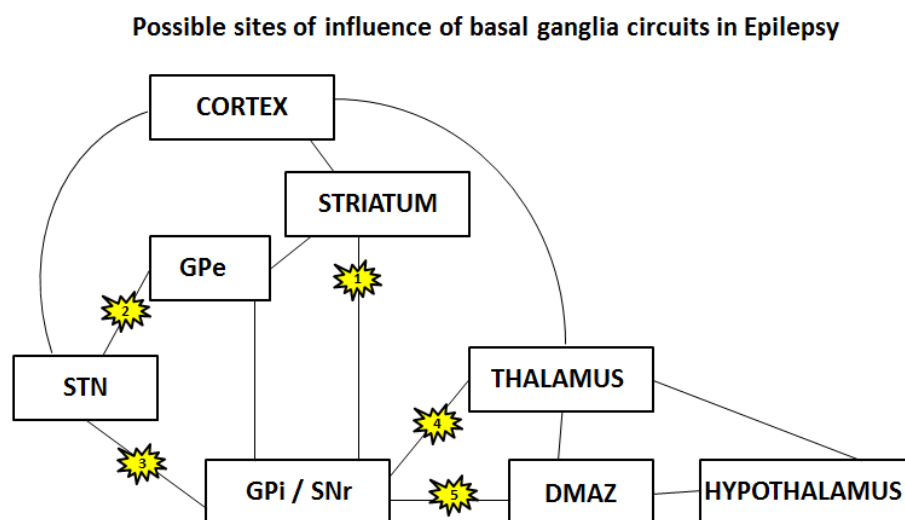 Possible sites of influence of basal ganglia circuits in Epilepsy
CORTEX
STRIATUM
GPe
1
2
STN
THALAMUS
4
3
GPi / SNr
5
DMAZ
HYPOTHALAMUS